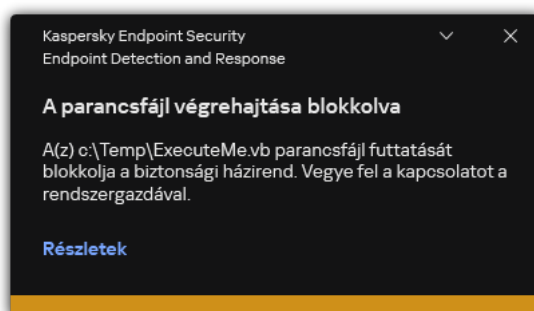 Kaspersky Endpoint Security
Endpoint Detection and Response
A parancsfájl végrehajtása blokkolva
A(z) c:\Temp\ExecuteMe.vb parancsfájl futtatását
blokkolja a biztonsági házirend. Vegye fel a kapcsolatot a
rendszergazdával.
Részletek